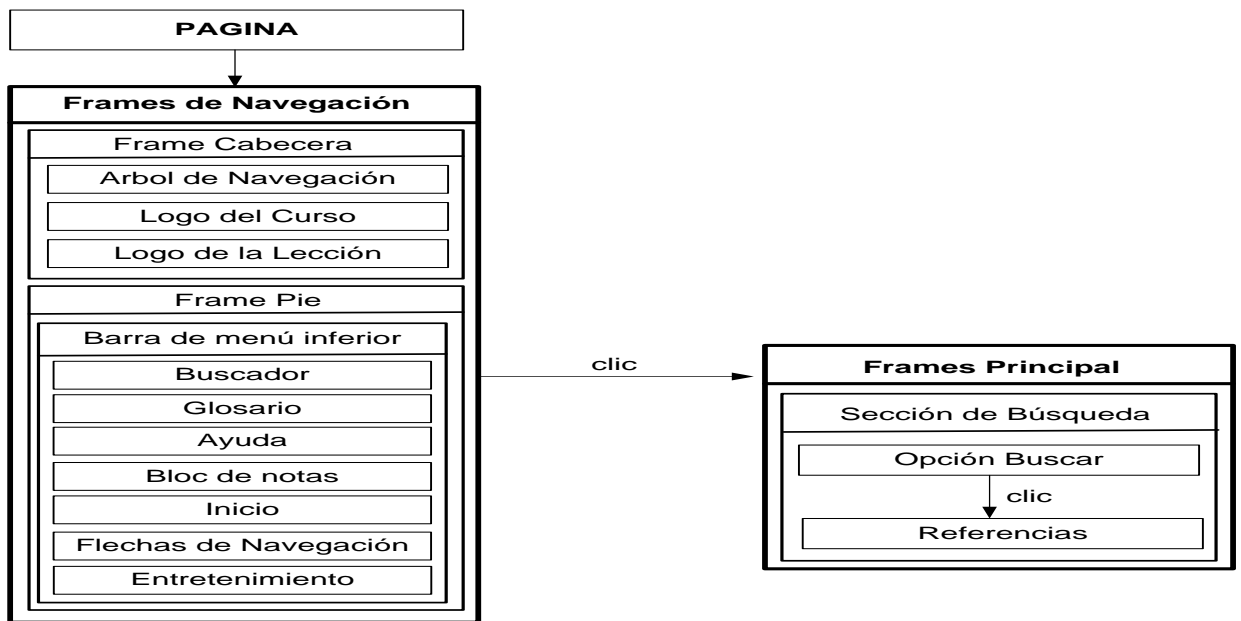 PAGINA
Frames de Navegación
Frame Cabecera
Arbol de Navegación
Logo del Curso
Logo de la Lección
Frame Pie
Barra de menú inferior
Buscador
Glosario
Ayuda
Bloc de notas
Inicio
Flechas de Navegación
Entretenimiento
clic
Frames Principal
Sección de Búsqueda
Opción Buscar
clic
Referencias